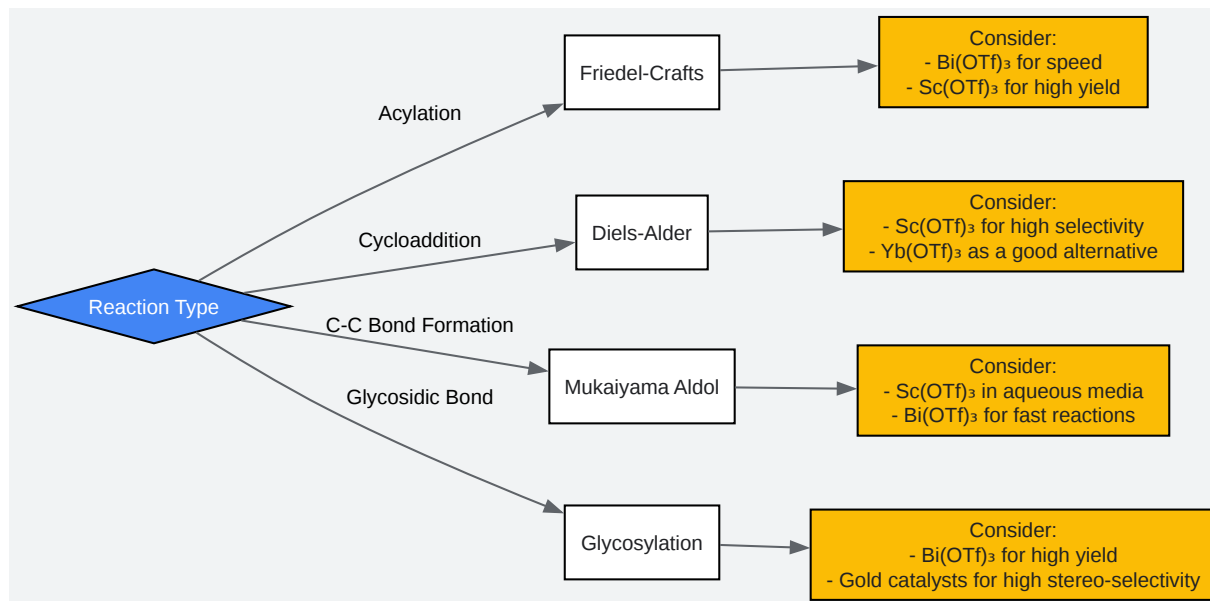 Reaction Type
Acylation
Friedel-Crafts
Consider:
- Bi(OTf)₃ for speed
- Sc(OTf)₃ for high yield
Cycloaddition
Diels-Alder
Consider:
- Sc(OTf)₃ for high selectivity
- Yb(OTf)₃ as a good alternative
C-C Bond Formation
Mukaiyama Aldol
Consider:
- Sc(OTf)₃ in aqueous media
- Bi(OTf)₃ for fast reactions
Glycosidic Bond
Glycosylation
Consider:
- Bi(OTf)₃ for high yield
- Gold catalysts for high stereo-selectivity